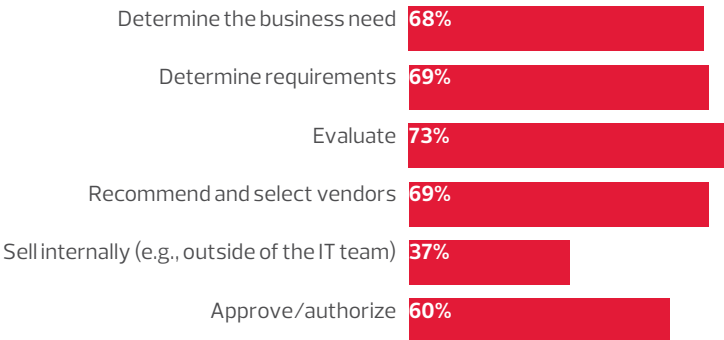 Determine the business need 68%
Determine requirements 69%
Evaluate 73%
Recommend and select vendors 69%
Sell internally (e.g., outside of the IT team) 37%
Approve/authorize 60%